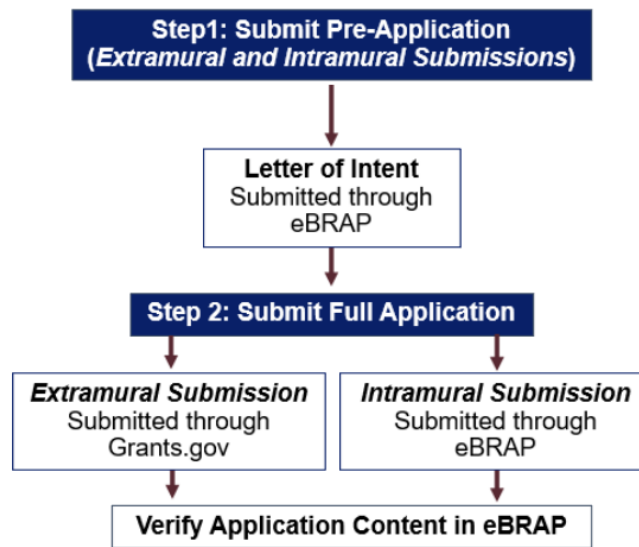 Step1: Submit Pre-Application
(Extramural and Intramural Submissions)
Letter of Intent
Submitted through
eBRAP
Step 2: Submit Full Application
Extramural Submission
Submitted through
Grants.gov
Intramural Submission
Submitted through
eBRAP
Verify Application Content in eBRAP